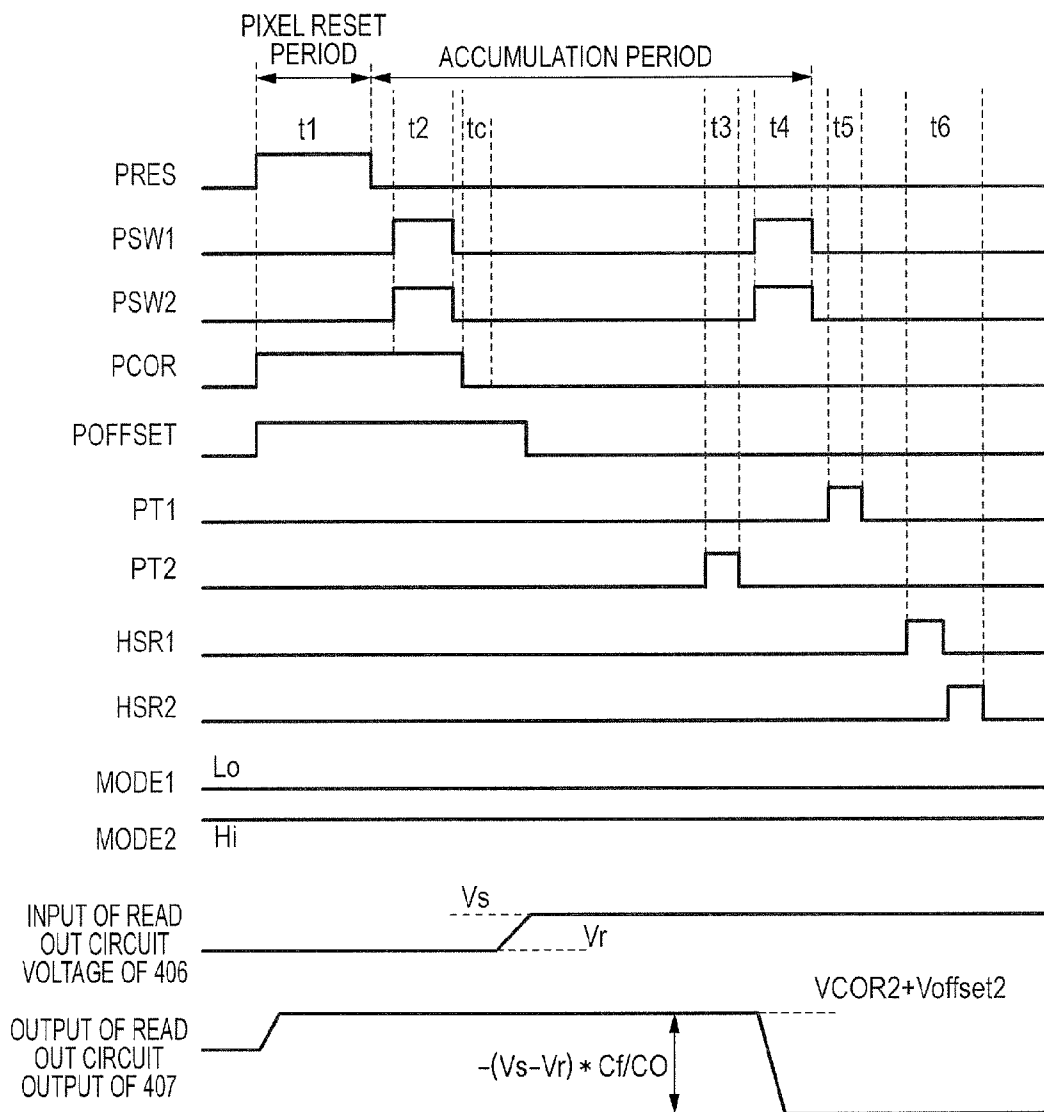 PIXEL RESET
PERIOD
ACCUMULATION PERIOD
t1
t2
tc
t3
t4
t5
t6
PRES
PSW1
PSW2
PCOR
POFFSET
PT1
PT2
HSR1
HSR2
MODE1
Lo
MODE2
Hi
INPUT OF READ
OUT CIRCUIT
VOLTAGE OF 406
Vs
Vr
OUTPUT OF READ
OUT CIRCUIT
OUTPUT OF 407
VCOR2+Voffset2
–(Vs–Vr) * Cf/CO